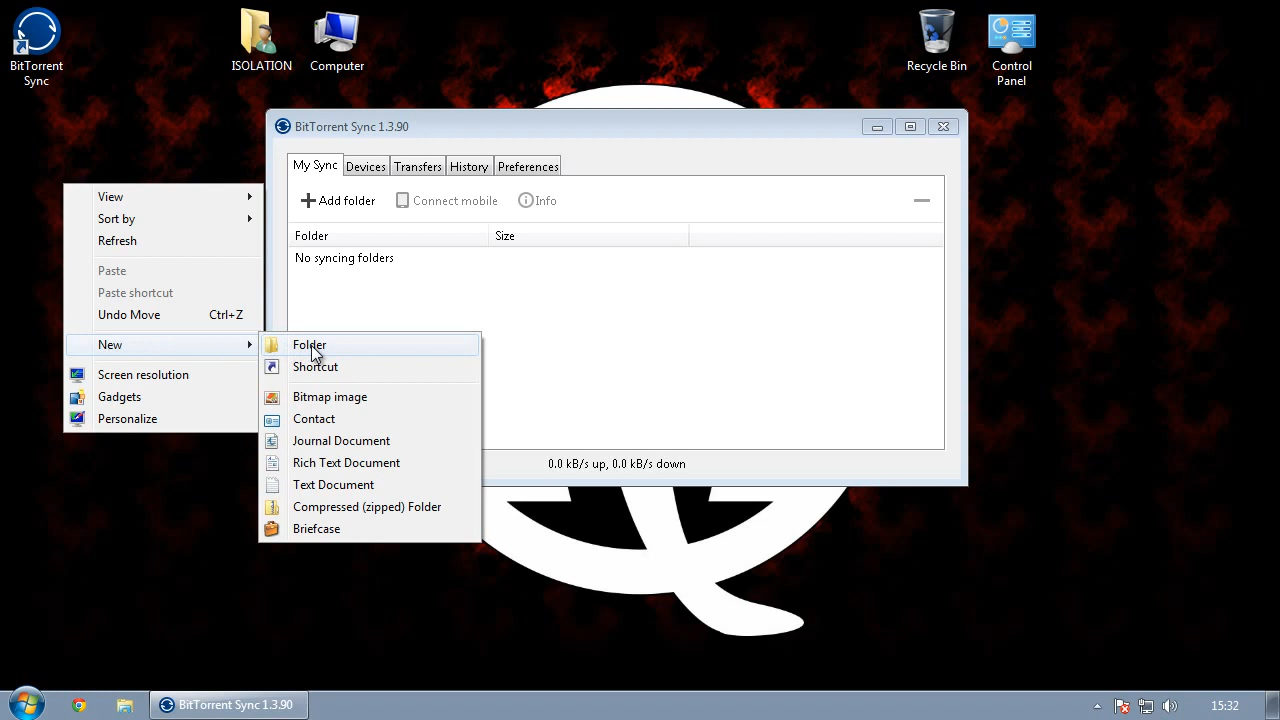 BitTorrent
Sync
ISOLATION
Computer
Recycle Bin
Control
Panel
BitTorrent Sync 1.3.90
My Sync
Devices
Transfers
History
Preferences
Add folder
Connect mobile
Info
Folder
Size
No syncing folders
0.0 kB/s up, 0.0 kB/s down
View
Sort by
Refresh
Paste
Paste shortcut
Undo Move Ctrl+Z
New
Screen resolution
Gadgets
Personalize
Folder
Shortcut
Bitmap image
Contact
Journal Document
Rich Text Document
Text Document
Compressed (zipped) Folder
Briefcase
BitTorrent Sync 1.3.90
15:32